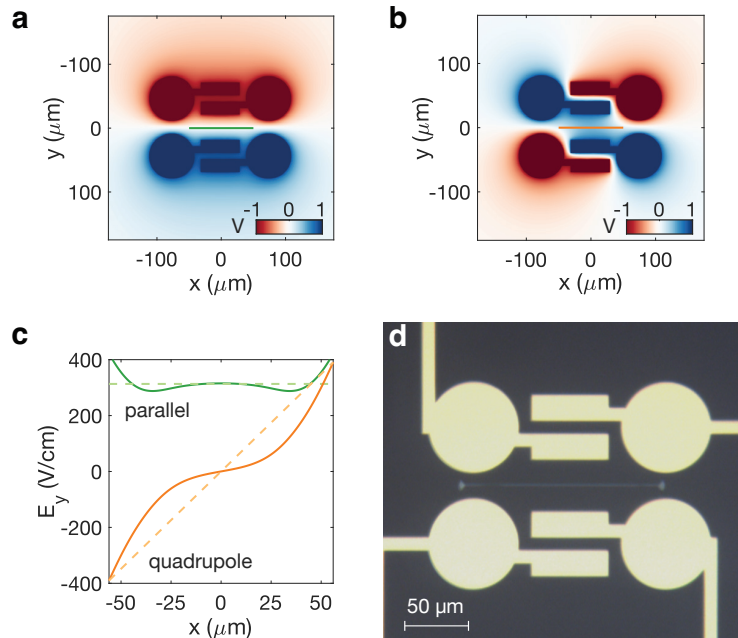 a
-100
0
100
y (μm)
-100
0
100
x (μm)
V
-1
0
1
b
100
0
-100
y (μm)
-100
0
100
x (μm)
V
-1
0
1
c
400
200
0
-200
-400
E_y (V/cm)
parallel
quadrupole
-50
-25
0
25
50
x (μm)
d
50 μm